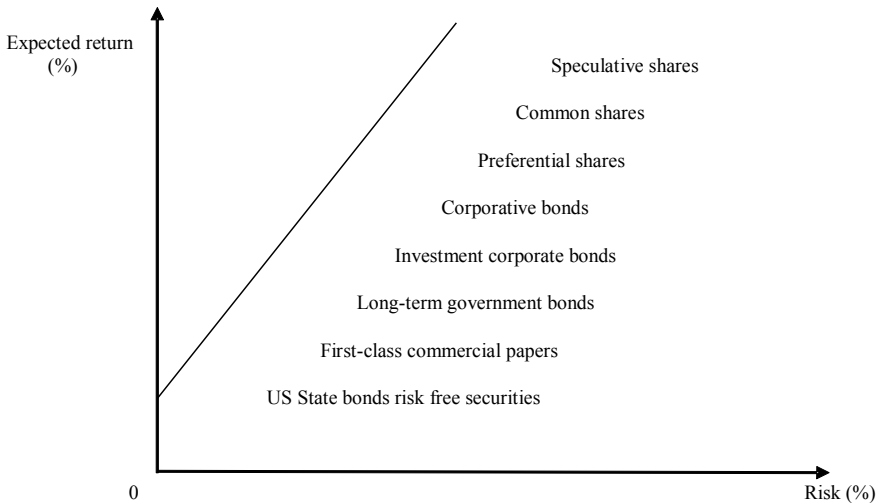 Expected return
(%)
Speculative shares
Common shares
Preferential shares
Corporative bonds
Investment corporate bonds
Long-term government bonds
First-class commercial papers
US State bonds risk free securities
0
Risk (%)